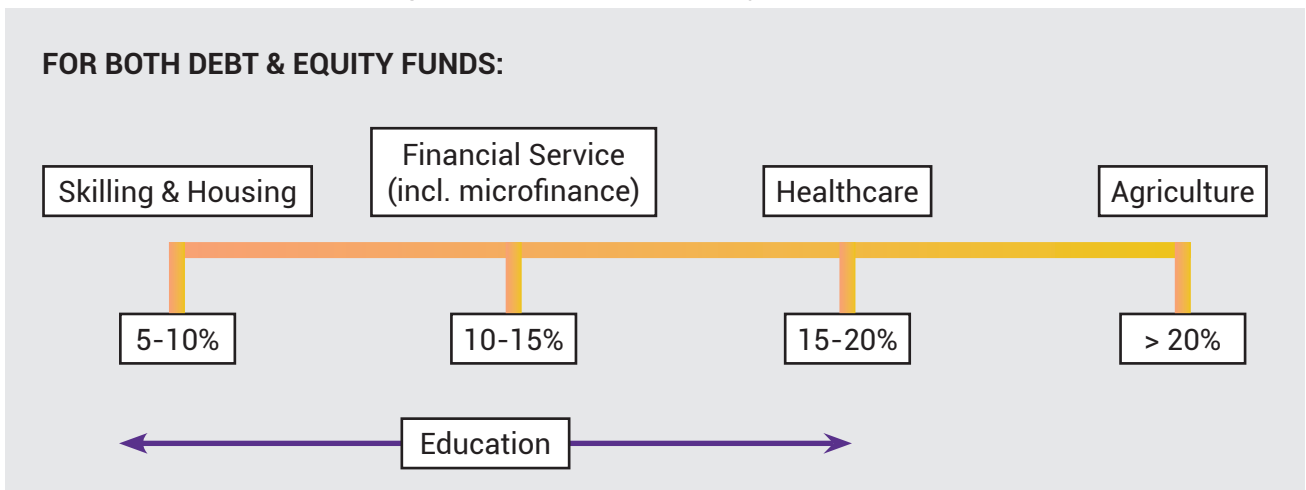 FOR BOTH DEBT & EQUITY FUNDS:
Skilling & Housing
Financial Service
(incl. microfinance)
Healthcare
Agriculture
5-10%
10-15%
15-20%
> 20%
Education